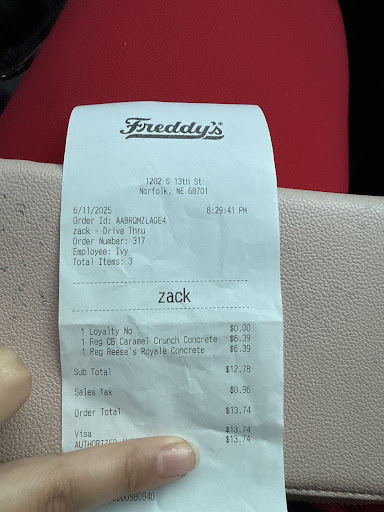 Freddy's
1202 S 13th St
Norfolk, NE 68701
6/11/2025 8:29:41 PM
Order Id: AABRQMZLAGE4
zack - Drive Thru
Order Number: 317
Employee: Ivy
Total Items: 3
zack
1 Loyalty No $0.00
1 Reg CB Caramel Crunch Concrete $6.39
1 Reg Reese's Royale Concrete $6.39
Sub Total $12.78
Sales Tax $0.96
Order Total $13.74
Visa $13.74
$13.74